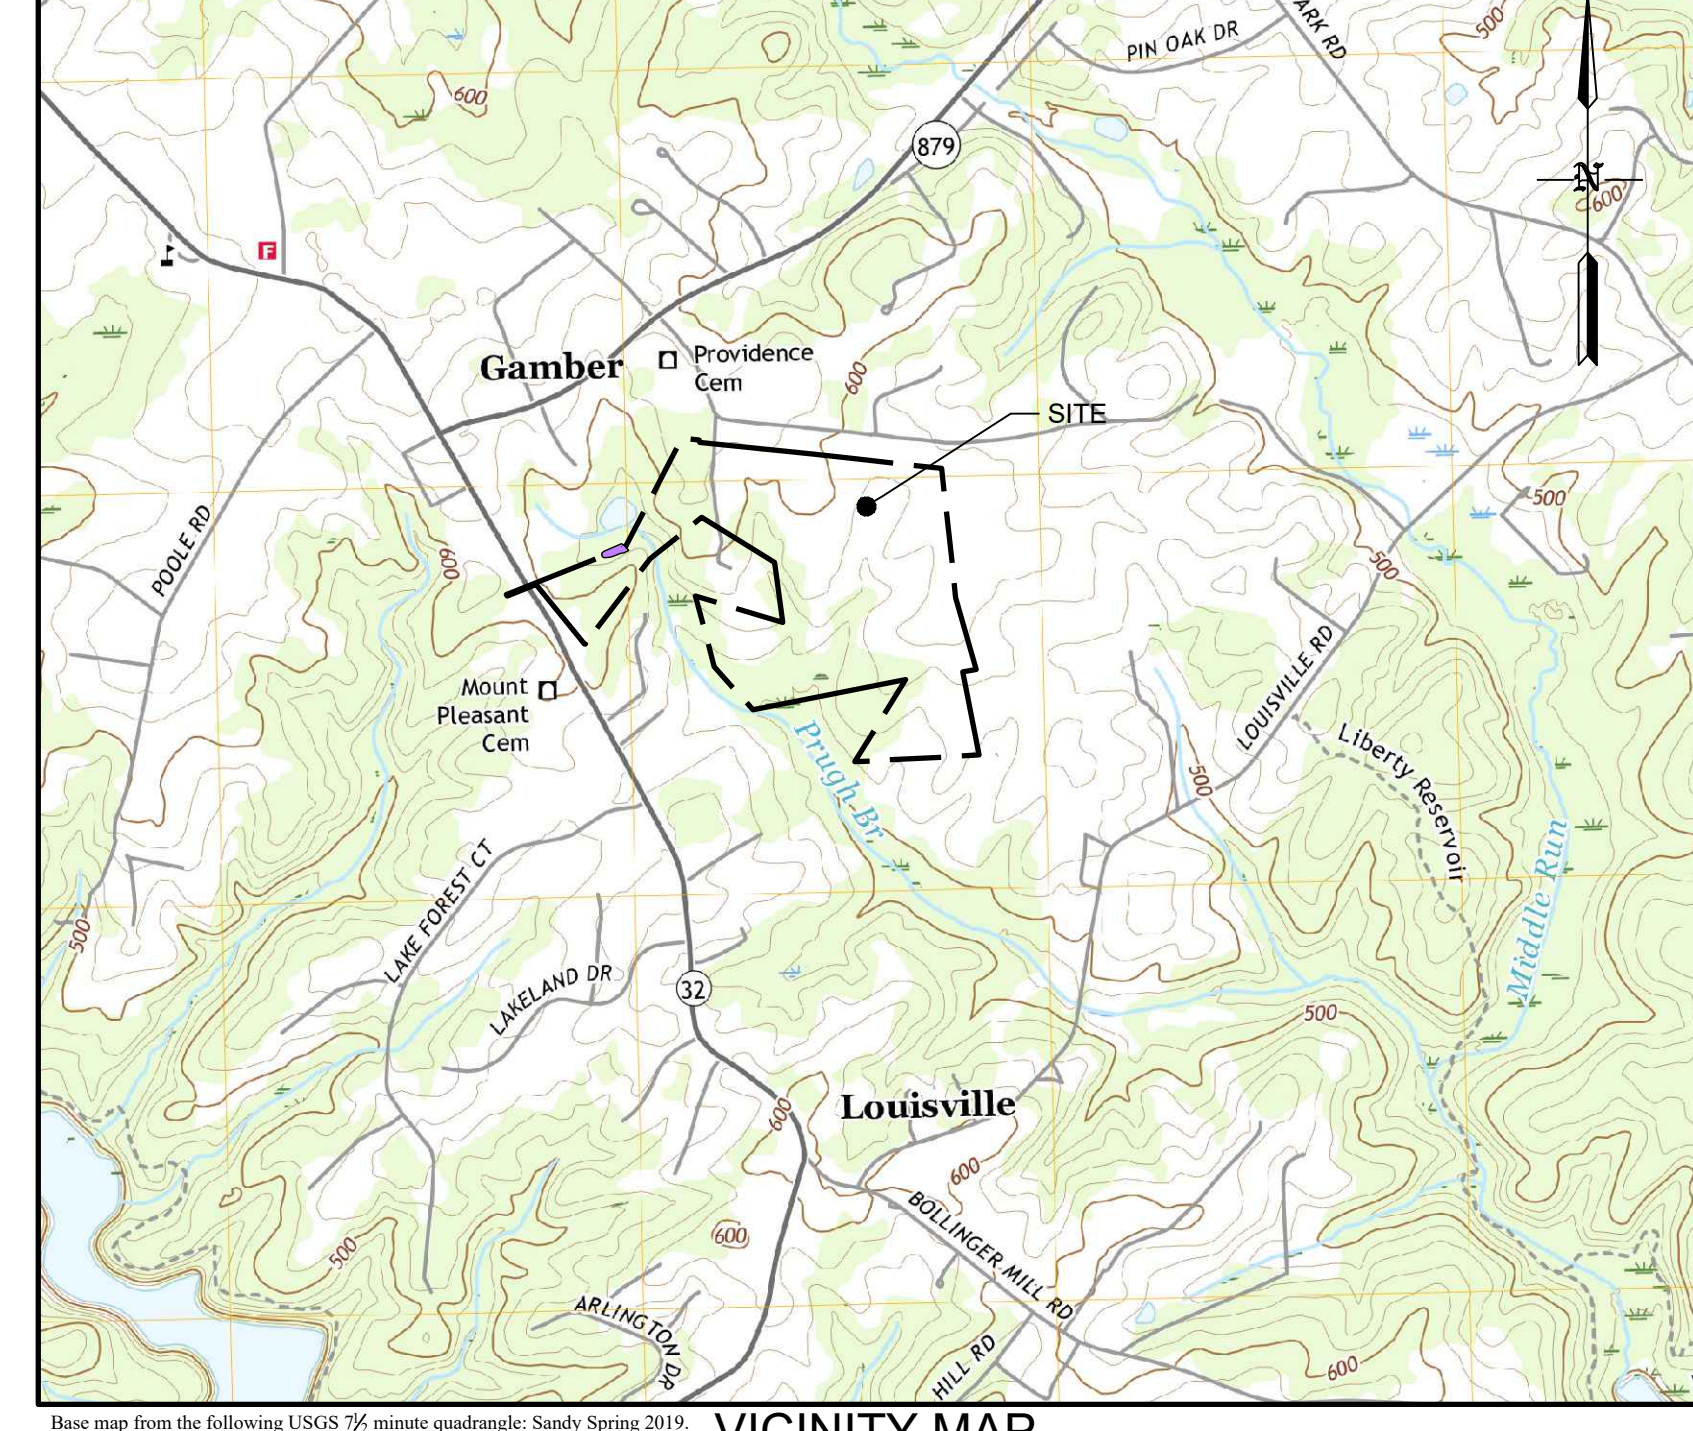 PIN OAK DR
ARK RD
500
600
879
N
600
F
Gamber
Providence
Cem
600
SITE
500
POOLE RD
600
500
LOUISVILLE RD
Mount
Pleasant
Cem
Prugh Br
Liberty Reservoir
500
Middle Run
LAKE FOREST CT
500
LAKELAND DR
32
500
Louisville
600
600
BOLLINGER MILL RD
600
500
ARLINGTON DR
HILL RD
600
Base map from the following USGS 7½ minute quadrangle: Sandy Spring 2019.
VICINITY MAP